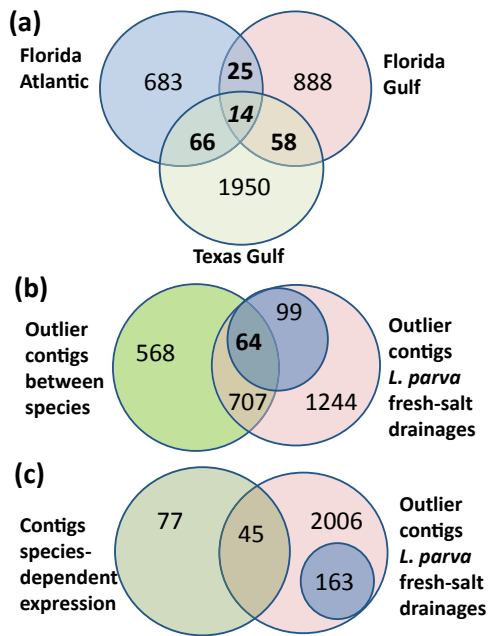 (a)
Florida
Atlantic
683
25
888
Florida
Gulf
14
66
58
1950
Texas Gulf
(b)
Outlier
contigs
between
species
568
64
99
707
1244
Outlier
contigs
L. parva
fresh-salt
drainages
(c)
Contigs
species-
dependent
expression
77
45
2006
163
Outlier
contigs
L. parva
fresh-salt
drainages